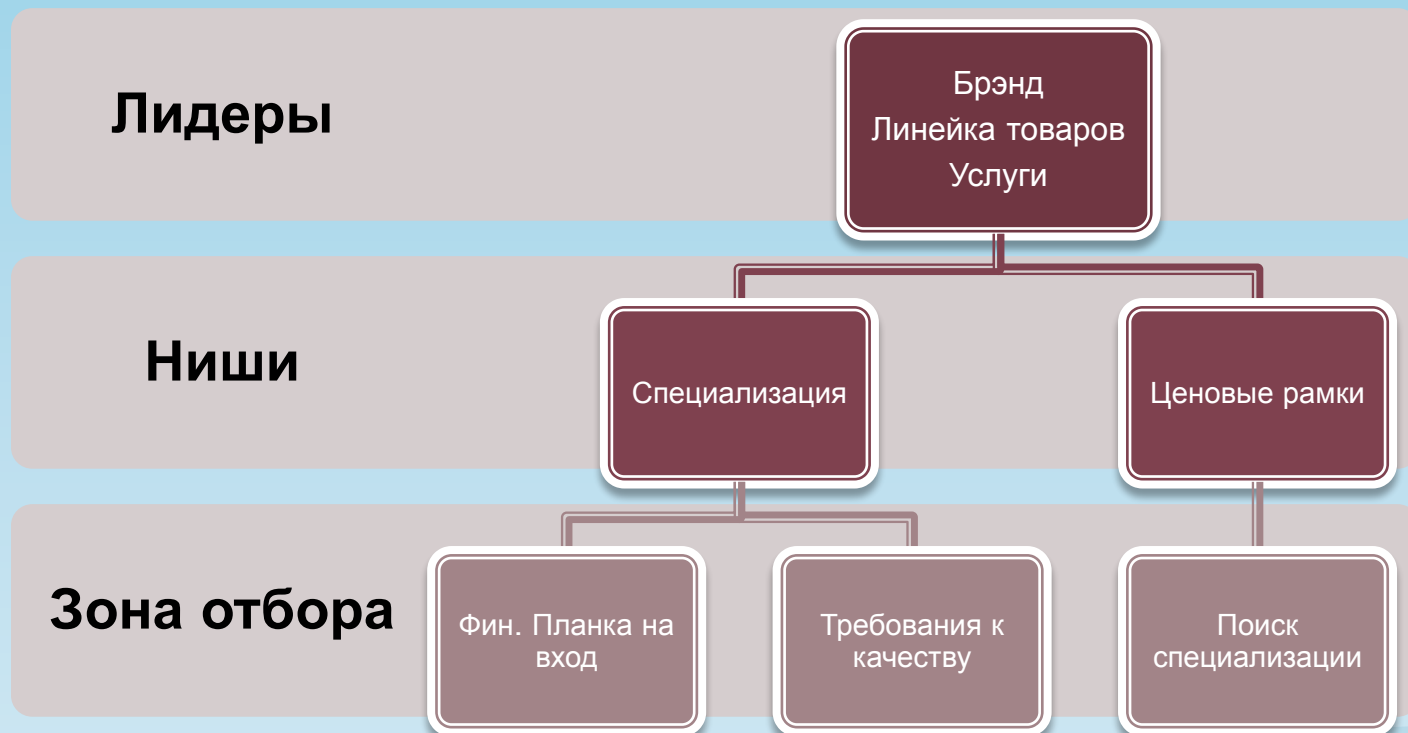 Лидеры
Брэнд
Линейка товаров
Услуги
Ниши
Специализация
Ценовые рамки
Зона отбора
Фин. Планка на
вход
Требования к
качеству
Поиск
специализации